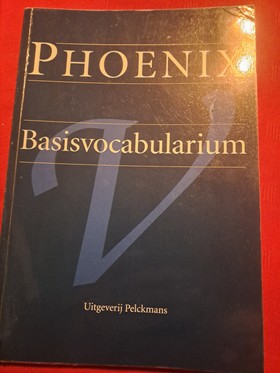 PHOENIX
Basisvocabularium
V
Uitgeverij Pelckmans